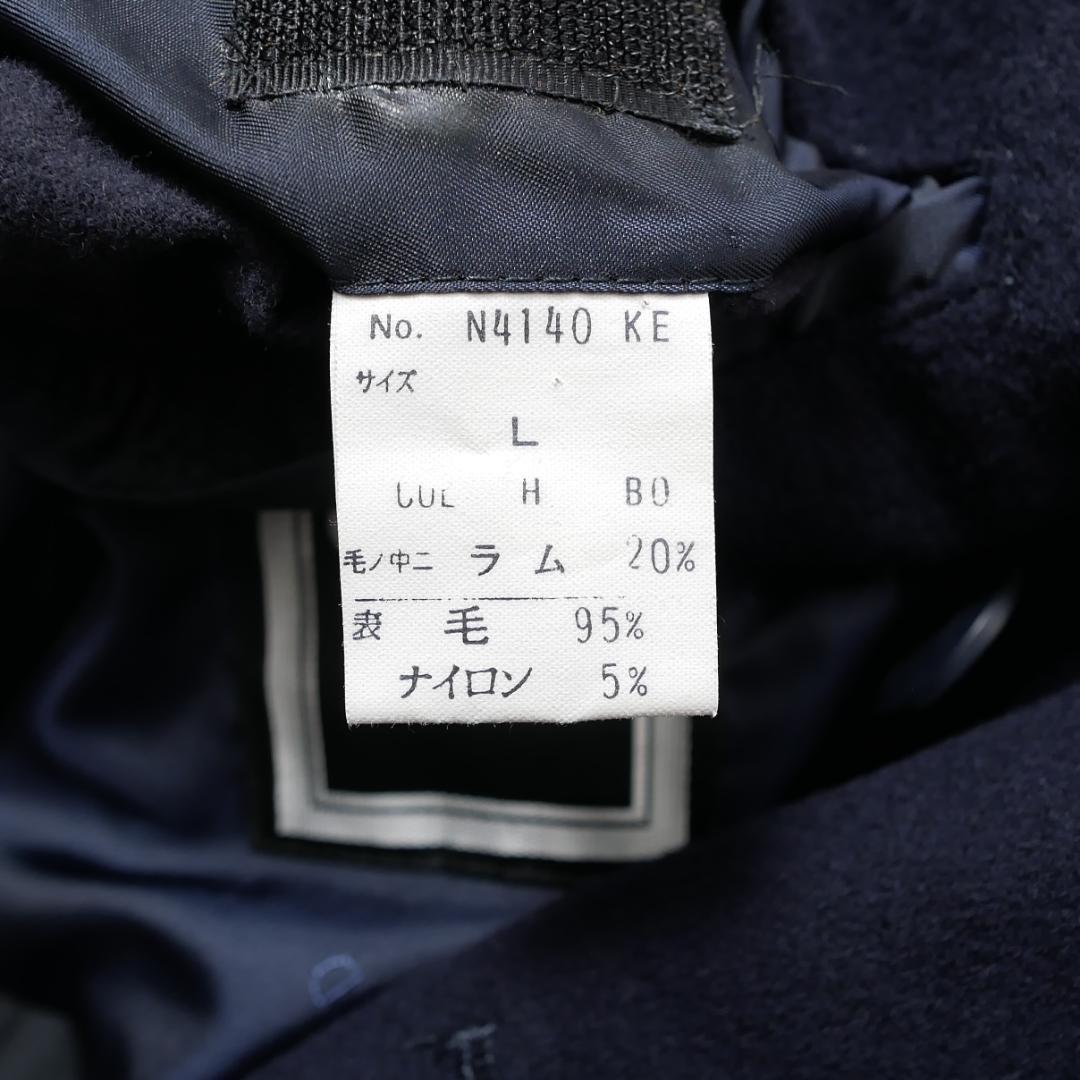 No. N4140 KE
サイズ
L
COL H BO
毛ノ中ニ ラム 20%
表 毛 95%
ナイロン 5%